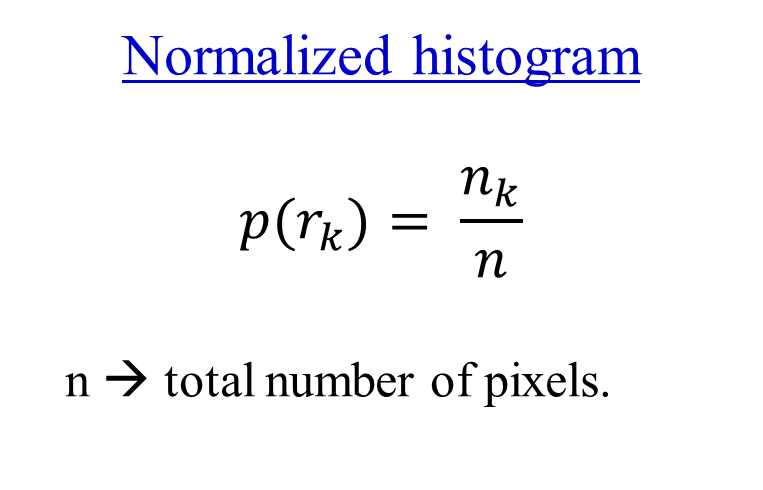 Normalized histogram
p(r_k) = n_k / n
n → total number of pixels.